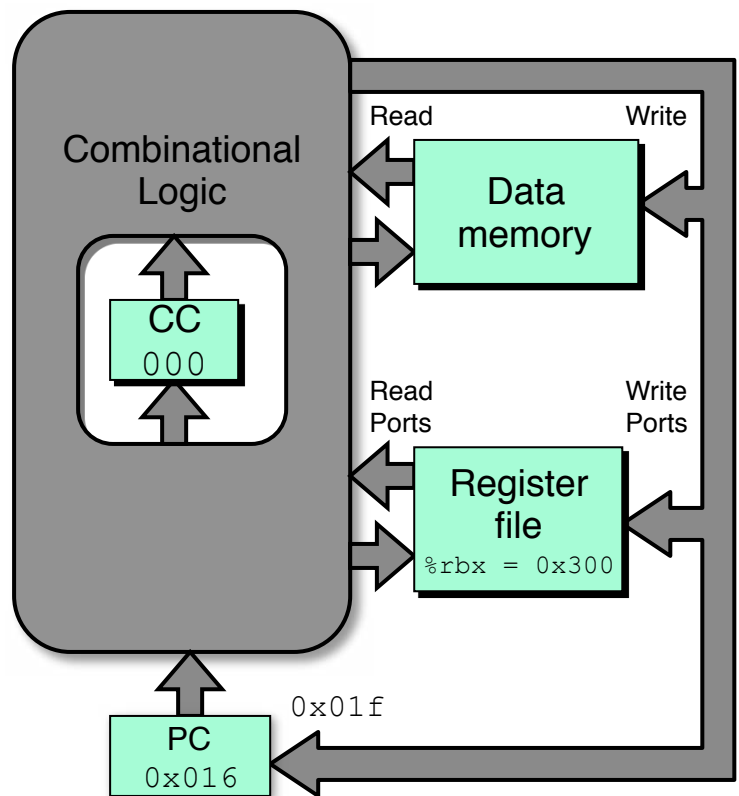 Read
Write
Combinational
Logic
Data
memory
CC
000
Read
Ports
Write
Ports
Register
file
%rbx = 0x300
0x01f
PC
0x016